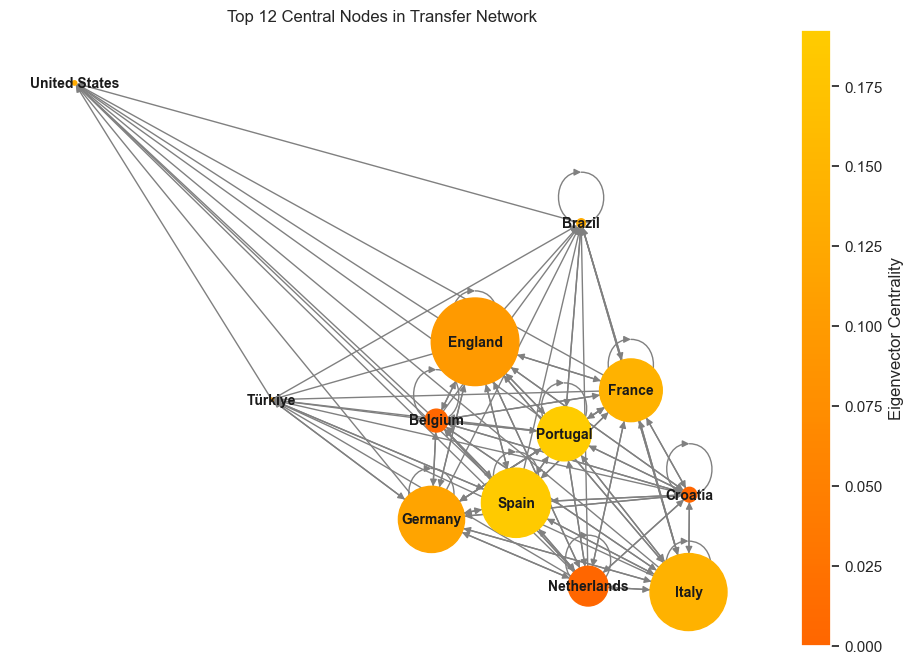 Top 12 Central Nodes in Transfer Network
United States
Brazil
England
France
Türkiye
Belgium
Portugal
Croatia
Spain
Germany
Netherlands
Italy
0.175
0.150
0.125
0.100
0.075
0.050
0.025
0.000
Eigenvector Centrality